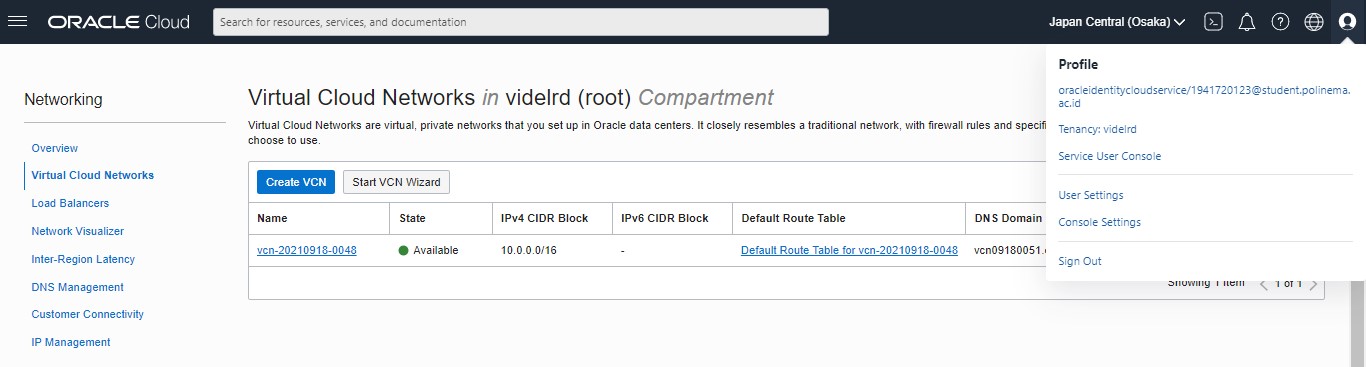 ORACLE Cloud
Search for resources, services, and documentation
Japan Central (Osaka)
Profile
oracleidentitycloudservice/1941720123@student.polinema.
ac.id
Tenancy: videlrd
Service User Console
User Settings
Console Settings
Sign Out
Networking
Overview
Virtual Cloud Networks
Load Balancers
Network Visualizer
Inter-Region Latency
DNS Management
Customer Connectivity
IP Management
Virtual Cloud Networks in videlrd (root) Compartment
Virtual Cloud Networks are virtual, private networks that you set up in Oracle data centers. It closely resembles a traditional network, with firewall rules and specifi
choose to use.
Create VCN Start VCN Wizard
Name State IPv4 CIDR Block IPv6 CIDR Block Default Route Table DNS Domain
vcn-20210918-0048 Available 10.0.0.0/16 - Default Route Table for vcn-20210918-0048 vcn09180051.
Showing 1 item < 1 of 1 >